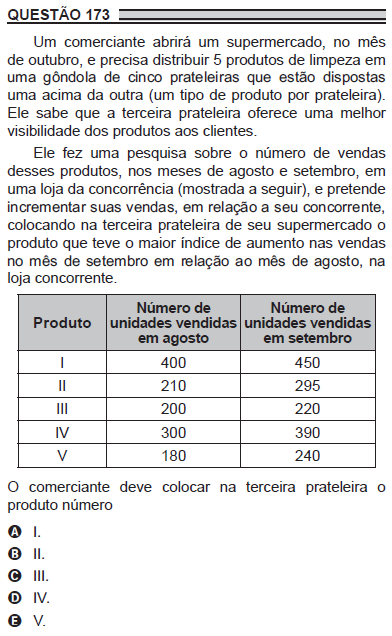 QUESTÃO 173
Um comerciante abrirá um supermercado, no mês
de outubro, e precisa distribuir 5 produtos de limpeza em
uma gôndola de cinco prateleiras que estão dispostas
uma acima da outra (um tipo de produto por prateleira).
Ele sabe que a terceira prateleira oferece uma melhor
visibilidade dos produtos aos clientes.
Ele fez uma pesquisa sobre o número de vendas
desses produtos, nos meses de agosto e setembro, em
uma loja da concorrência (mostrada a seguir), e pretende
incrementar suas vendas, em relação a seu concorrente,
colocando na terceira prateleira de seu supermercado o
produto que teve o maior índice de aumento nas vendas
no mês de setembro em relação ao mês de agosto, na
loja concorrente.
Produto
Número de
unidades vendidas
em agosto
Número de
unidades vendidas
em setembro
I 400 450
II 210 295
III 200 220
IV 300 390
V 180 240
O comerciante deve colocar na terceira prateleira o
produto número
A I.
B II.
C III.
D IV.
E V.